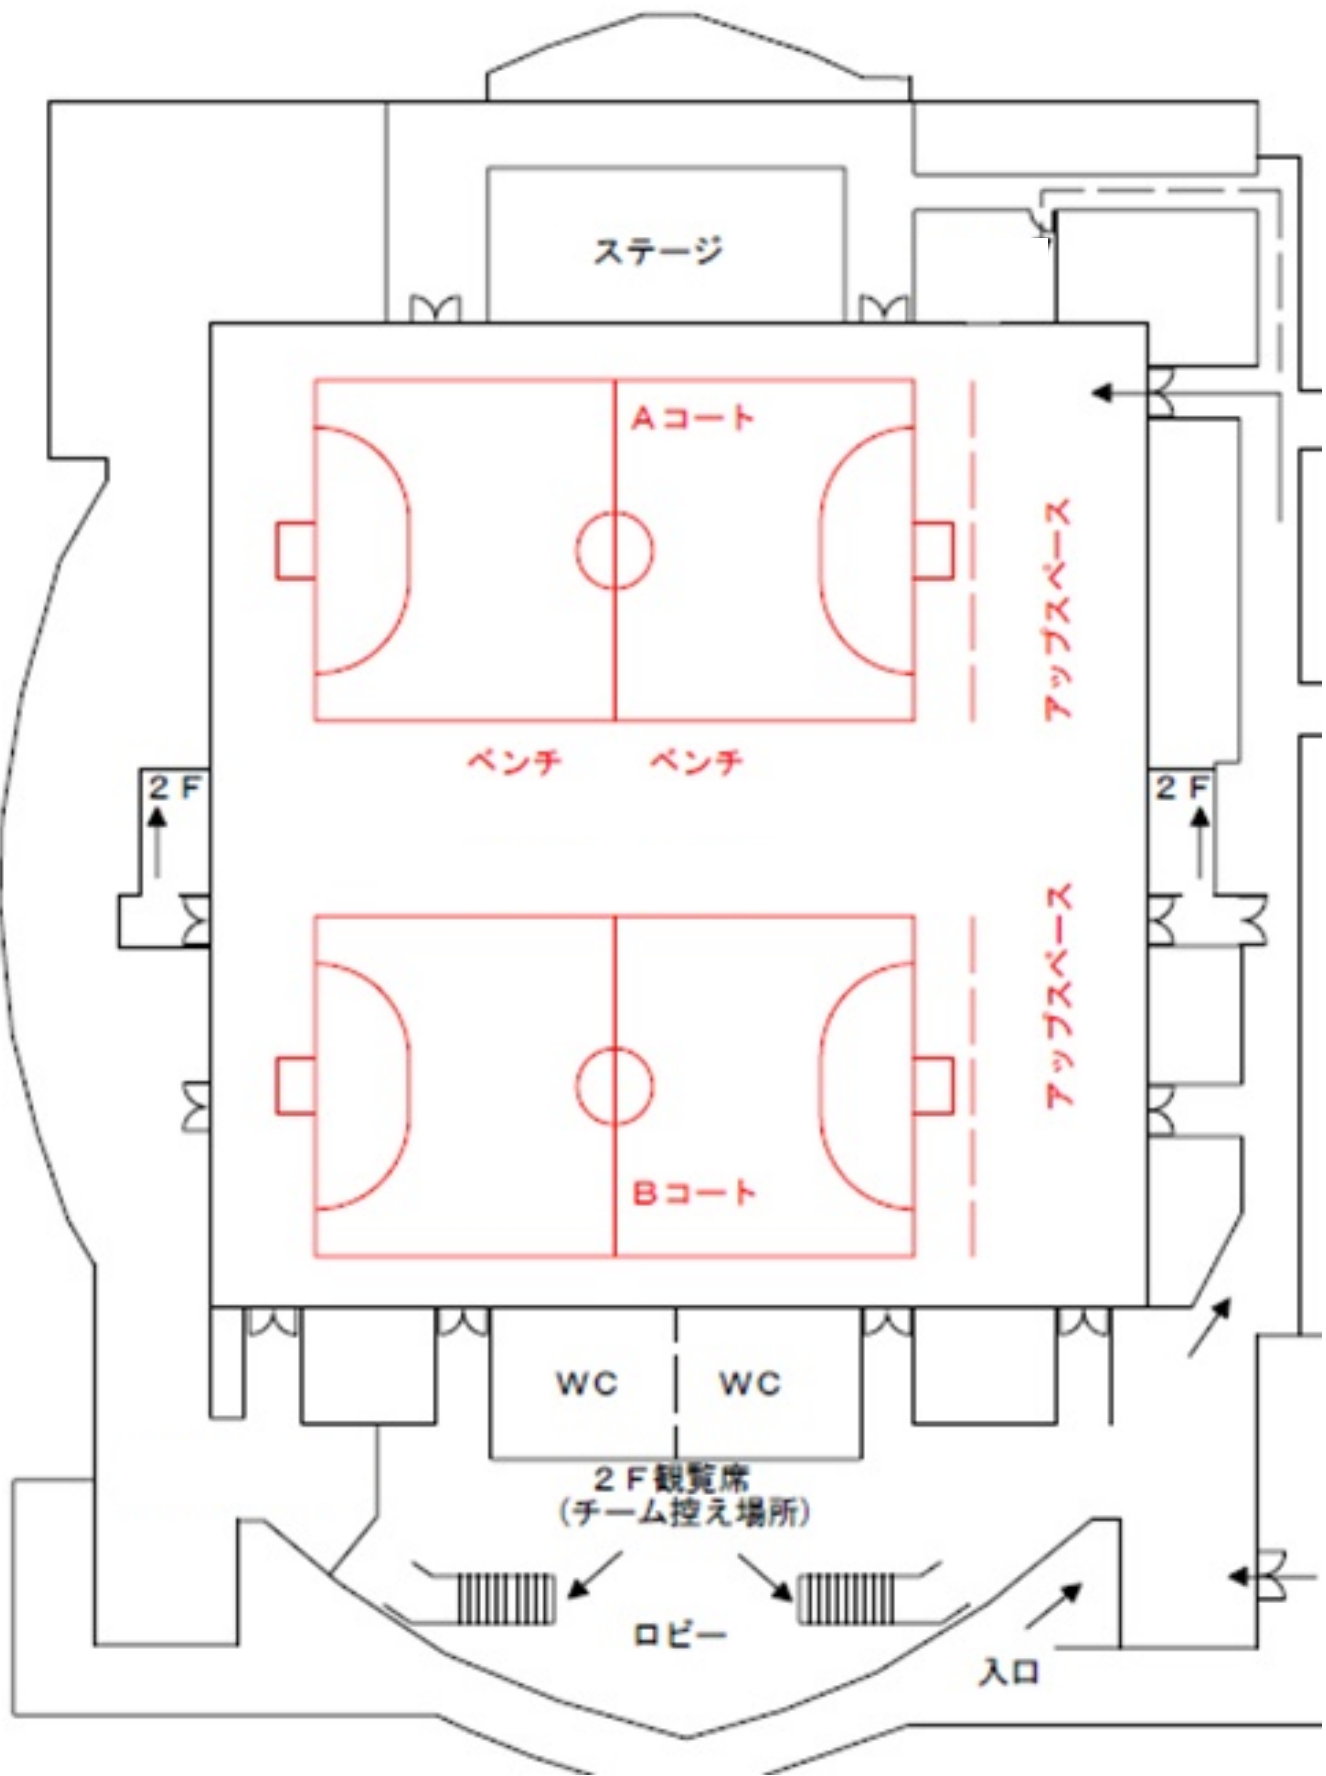 ステージ
Aコート
アップスペース
ベンチ ベンチ
2F 2F
アップスペース
Bコート
WC WC
2F観覧席
(チーム控え場所)
ロビー
入口